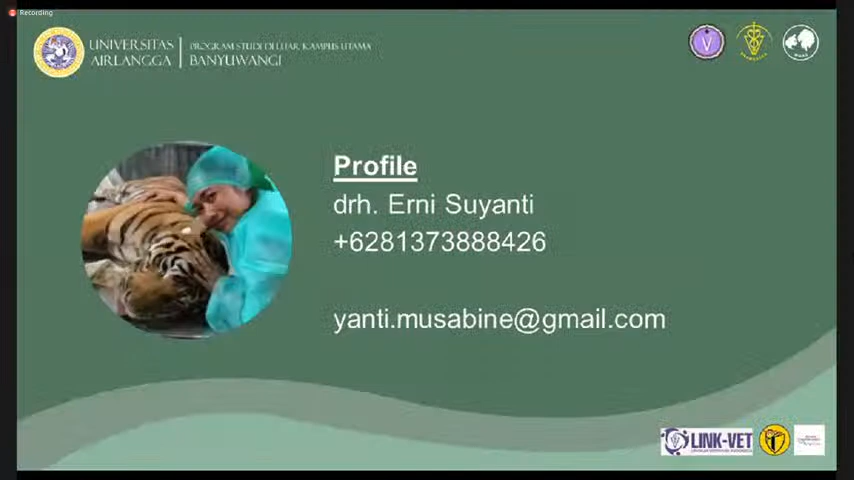 Recording
UNIVERSITAS
AIRLANGGA
PROGRAM STUDI DI LUAR KAMPUS UTAMA
BANYUWANGI
V
Profile
drh. Erni Suyanti
+6281373888426
yanti.musabine@gmail.com
LINK-VET